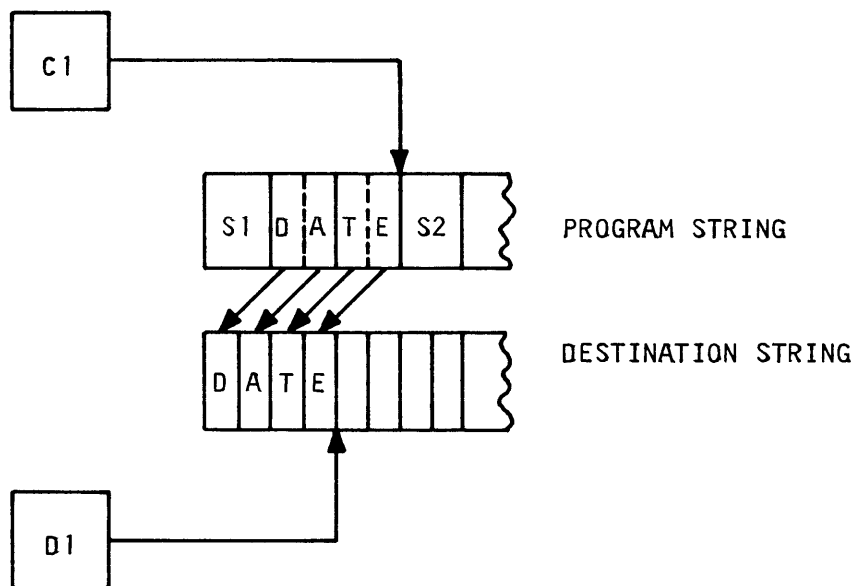 C1
S1 D A T E S2
PROGRAM STRING
DESTINATION STRING
D A T E
D1